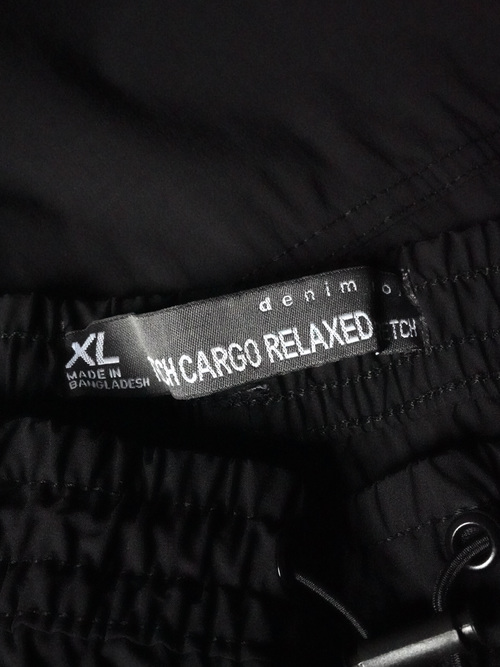 denim
XL
MADE IN
BANGLADESH
TCH CARGO RELAXED
TCH